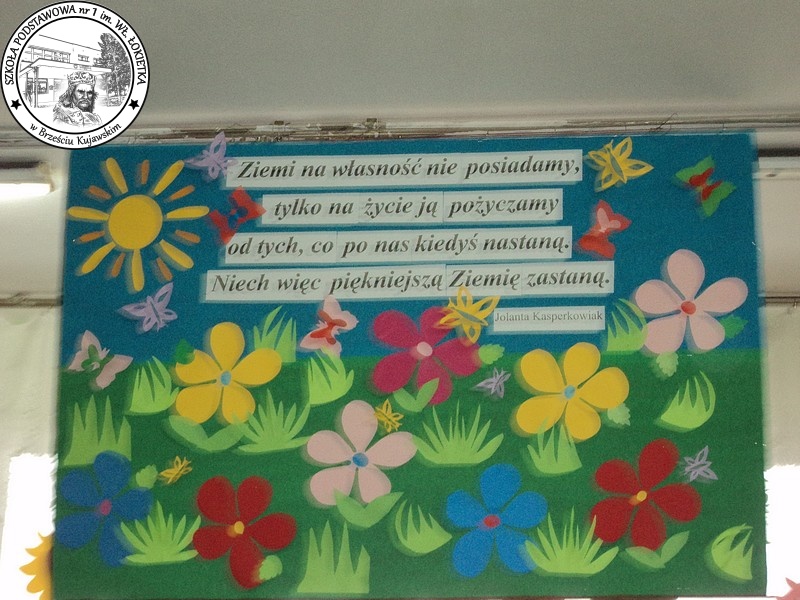 SZKOŁA PODSTAWOWA nr 1 im. WŁ. ŁOKIETKA
w Brześciu Kujawskim
Ziemi na własność nie posiadamy,
tylko na życie ją pożyczamy
od tych, co po nas kiedyś nastaną.
Niech więc piękniejszą Ziemię zastaną.
Jolanta Kasperkowiak